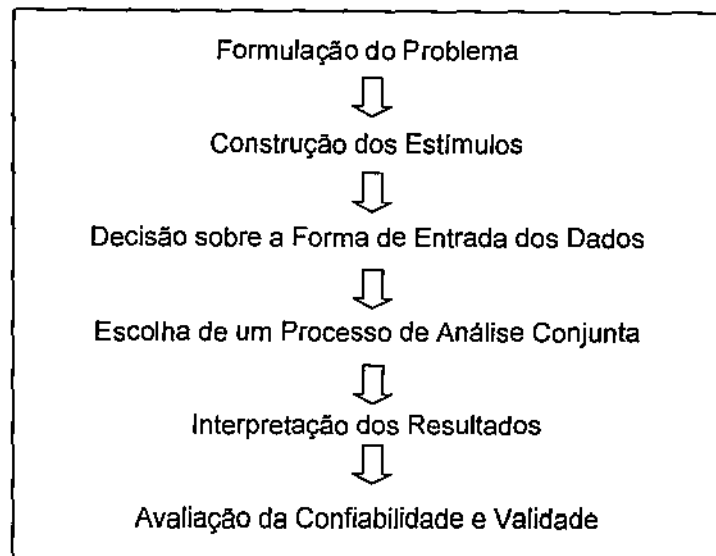 Formulação do Problema
Construção dos Estímulos
Decisão sobre a Forma de Entrada dos Dados
Escolha de um Processo de Análise Conjunta
Interpretação dos Resultados
Avaliação da Confiabilidade e Validade